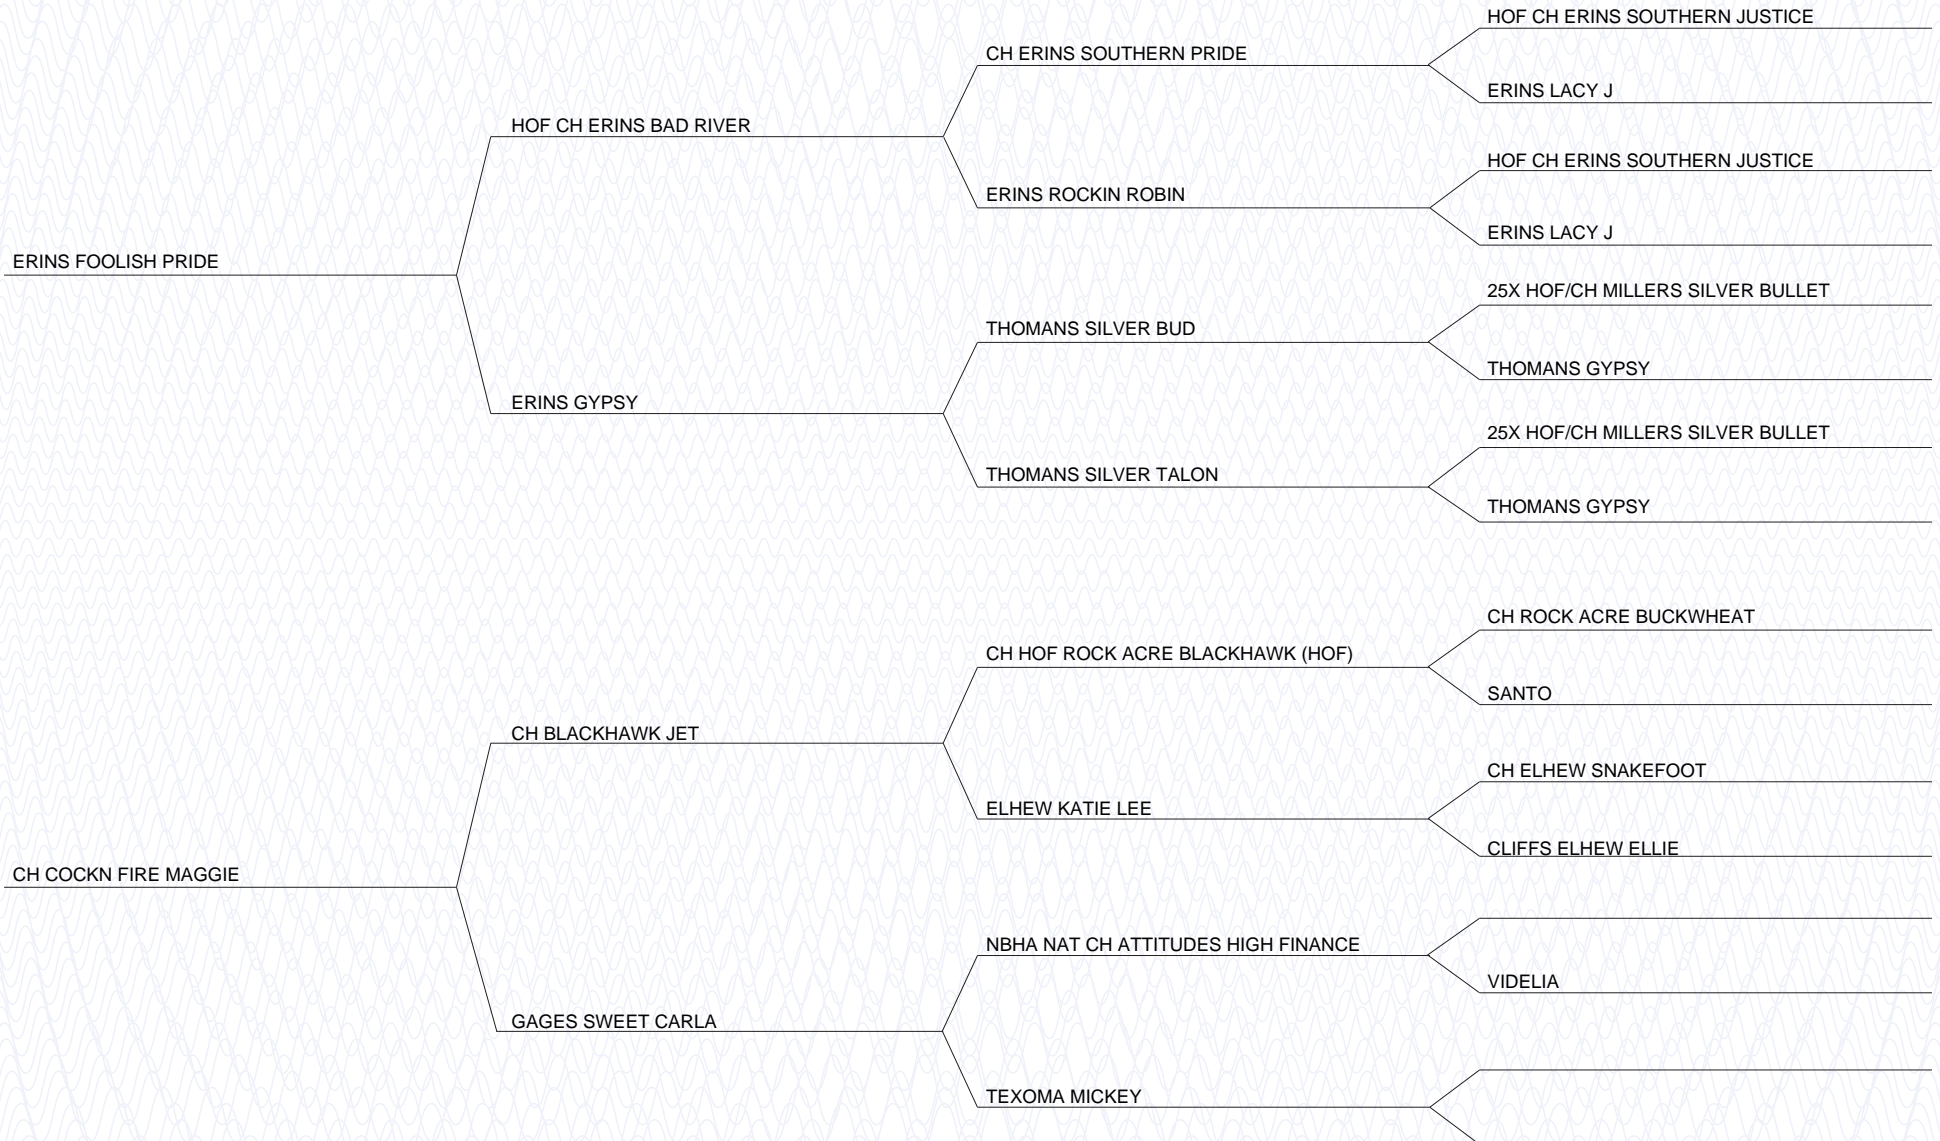 HOF CH ERINS SOUTHERN JUSTICE
CH ERINS SOUTHERN PRIDE
ERINS LACY J
HOF CH ERINS BAD RIVER
HOF CH ERINS SOUTHERN JUSTICE
ERINS ROCKIN ROBIN
ERINS LACY J
ERINS FOOLISH PRIDE
25X HOF/CH MILLERS SILVER BULLET
THOMANS SILVER BUD
THOMANS GYPSY
ERINS GYPSY
25X HOF/CH MILLERS SILVER BULLET
THOMANS SILVER TALON
THOMANS GYPSY
CH ROCK ACRE BUCKWHEAT
CH HOF ROCK ACRE BLACKHAWK (HOF)
SANTO
CH BLACKHAWK JET
CH ELHEW SNAKEFOOT
ELHEW KATIE LEE
CLIFFS ELHEW ELLIE
CH COCKN FIRE MAGGIE
NBHA NAT CH ATTITUDES HIGH FINANCE
VIDELIA
GAGES SWEET CARLA
TEXOMA MICKEY